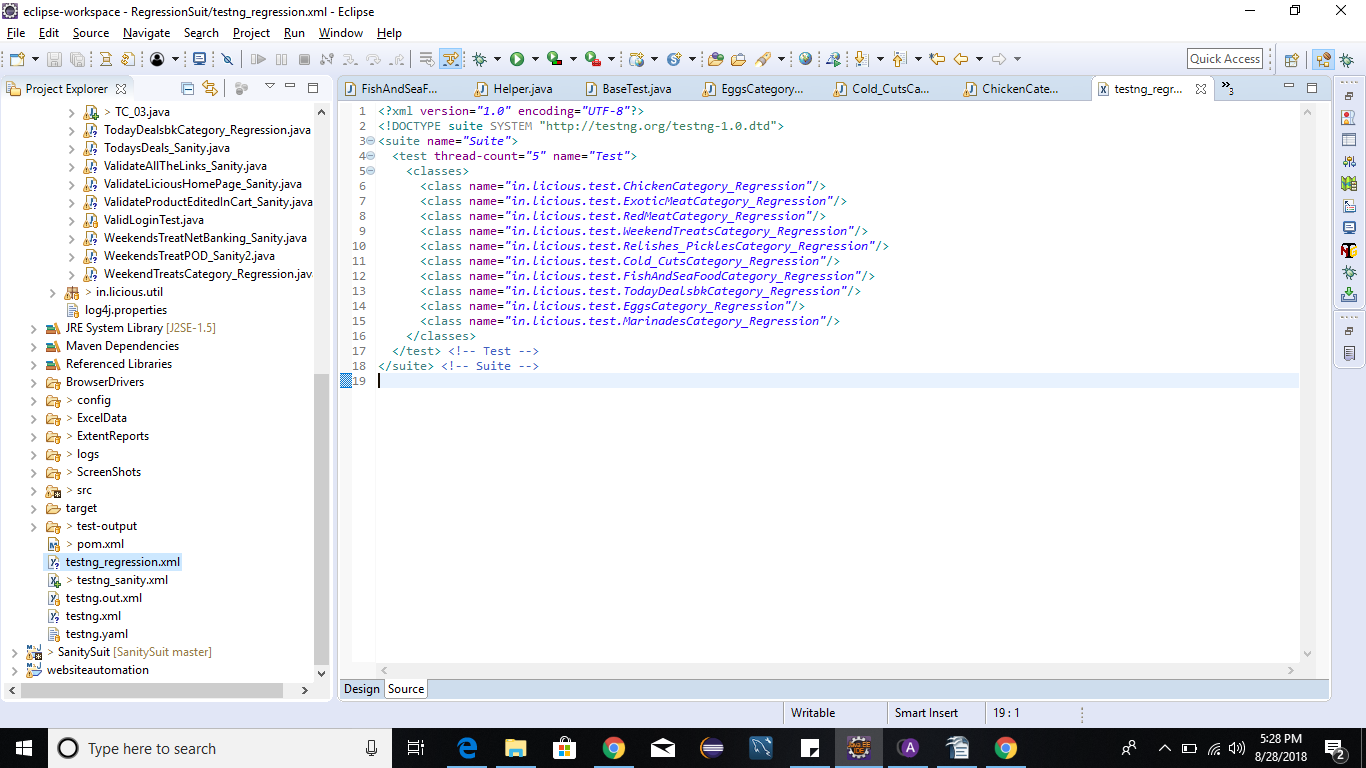 eclipse-workspace - RegressionSuit/testng_regression.xml - Eclipse
File Edit Source Navigate Search Project Run Window Help
Quick Access
Project Explorer
> TC_03.java
TodayDealsbkCategory_Regression.java
TodaysDeals_Sanity.java
ValidateAllTheLinks_Sanity.java
ValidateLiciousHomePage_Sanity.java
ValidateProductEditedInCart_Sanity.java
ValidLoginTest.java
WeekendsTreatNetBanking_Sanity.java
WeekendsTreatPOD_Sanity2.java
WeekendTreatsCategory_Regression.jav
> in.licious.util
log4j.properties
JRE System Library [J2SE-1.5]
Maven Dependencies
Referenced Libraries
BrowserDrivers
> config
> ExcelData
> ExtentReports
> logs
> ScreenShots
> src
target
> test-output
> pom.xml
testng_regression.xml
> testng_sanity.xml
testng.out.xml
testng.xml
testng.yaml
> SanitySuit [SanitySuit master]
websiteautomation
FishAndSeaF... Helper.java BaseTest.java EggsCategory... Cold_CutsCa... ChickenCate... testng_regr... »3
1 <?xml version="1.0" encoding="UTF-8"?>
2 <!DOCTYPE suite SYSTEM "http://testng.org/testng-1.0.dtd">
3 <suite name="Suite">
4 <test thread-count="5" name="Test">
5 <classes>
6 <class name="in.licious.test.ChickenCategory_Regression"/>
7 <class name="in.licious.test.ExoticMeatCategory_Regression"/>
8 <class name="in.licious.test.RedMeatCategory_Regression"/>
9 <class name="in.licious.test.WeekendTreatsCategory_Regression"/>
10 <class name="in.licious.test.Relishes_PicklesCategory_Regression"/>
11 <class name="in.licious.test.Cold_CutsCategory_Regression"/>
12 <class name="in.licious.test.FishAndSeaFoodCategory_Regression"/>
13 <class name="in.licious.test.TodayDealsbkCategory_Regression"/>
14 <class name="in.licious.test.EggsCategory_Regression"/>
15 <class name="in.licious.test.MarinadesCategory_Regression"/>
16 </classes>
17 </test> <!-- Test -->
18 </suite> <!-- Suite -->
19
Design Source
Writable Smart Insert 19 : 1
Type here to search
5:28 PM
8/28/2018
2